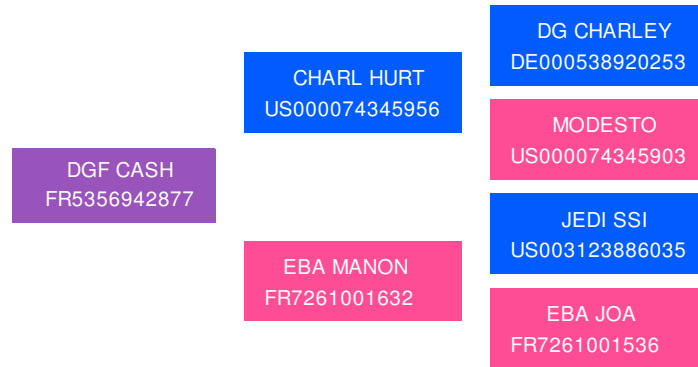 DG CHARLEY
DE000538920253
CHARL HURT
US000074345956
MODESTO
US000074345903
DGF CASH
FR5356942877
JEDI SSI
US003123886035
EBA MANON
FR7261001632
EBA JOA
FR7261001536